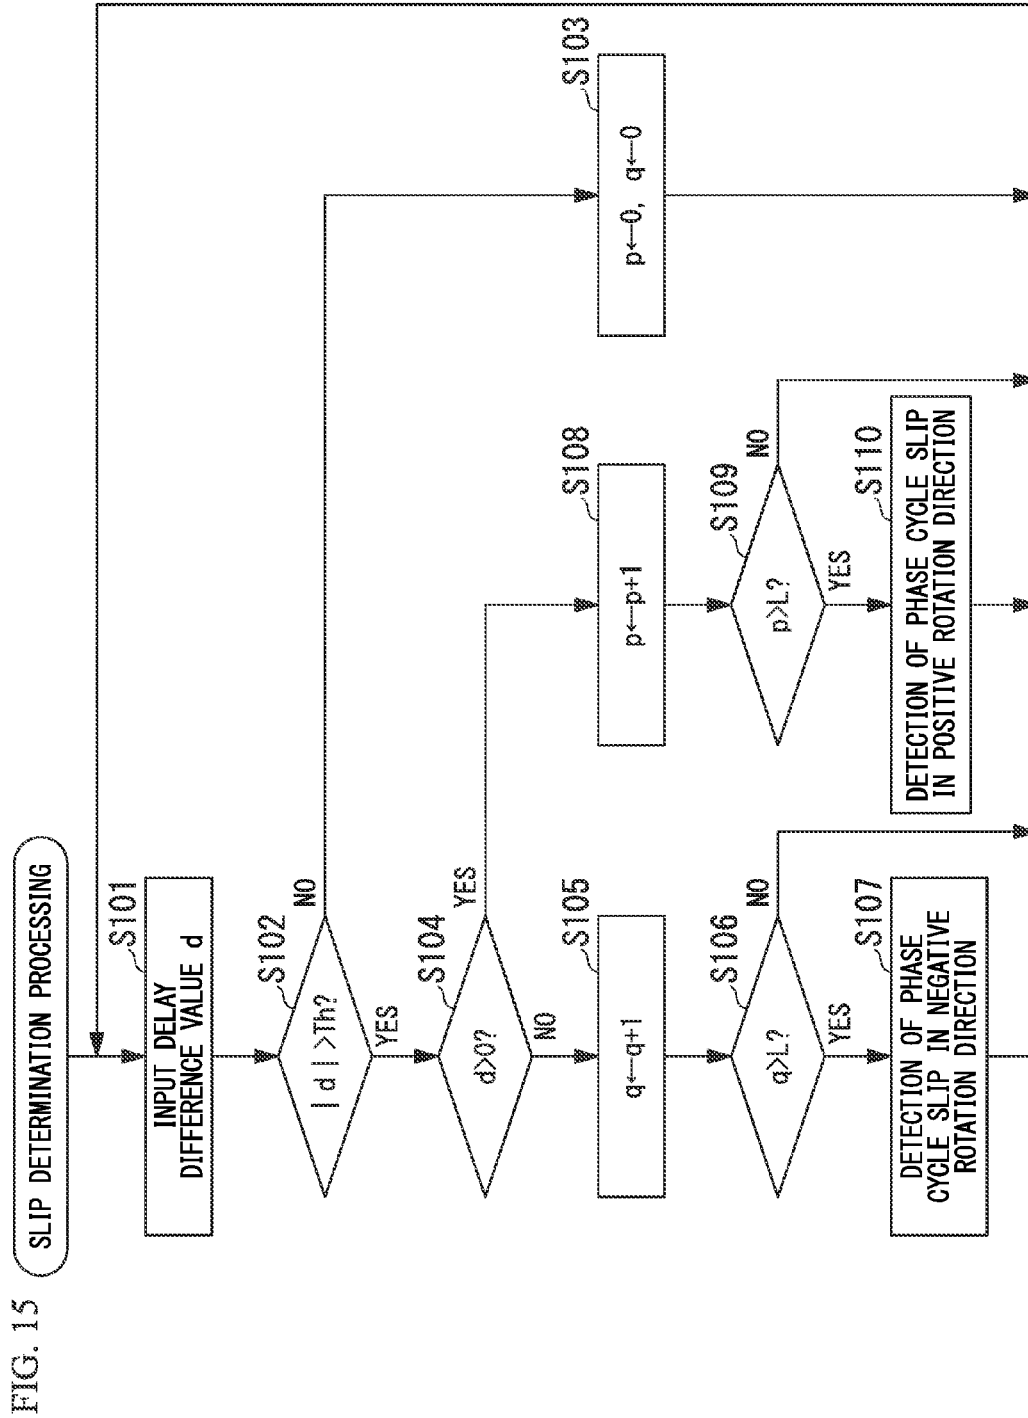 FIG. 15
SLIP DETERMINATION PROCESSING
S101
INPUT DELAY
DIFFERENCE VALUE d
S102
| d | >Th?
NO
YES
S103
p←0, q←0
S104
d>0?
YES
NO
S105
q←q+1
S106
q>L?
NO
YES
S107
DETECTION OF PHASE
CYCLE SLIP IN NEGATIVE
ROTATION DIRECTION
S108
p←p+1
S109
p>L?
NO
YES
S110
DETECTION OF PHASE CYCLE SLIP
IN POSITIVE ROTATION DIRECTION